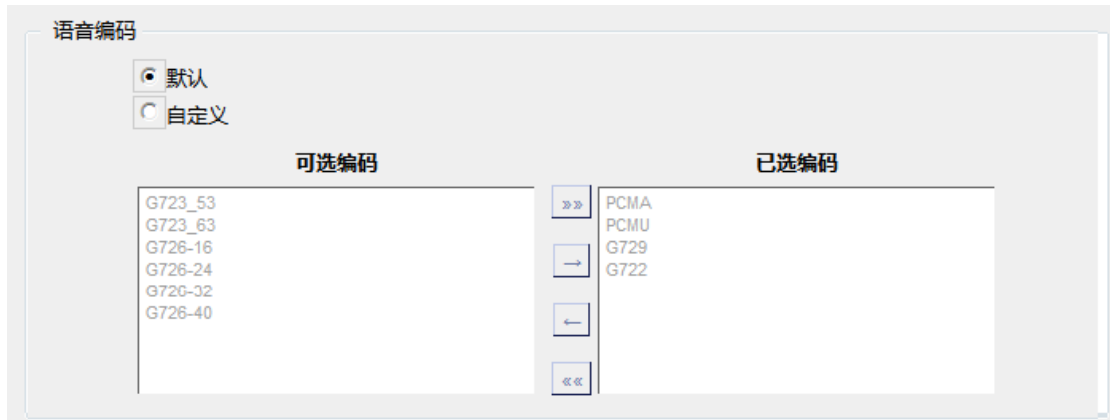 语音编码
默认
自定义
可选编码
已选编码
G723_53
G723_63
G726-16
G726-24
G726-32
G726-40
»»
→
←
««
PCMA
PCMU
G729
G722